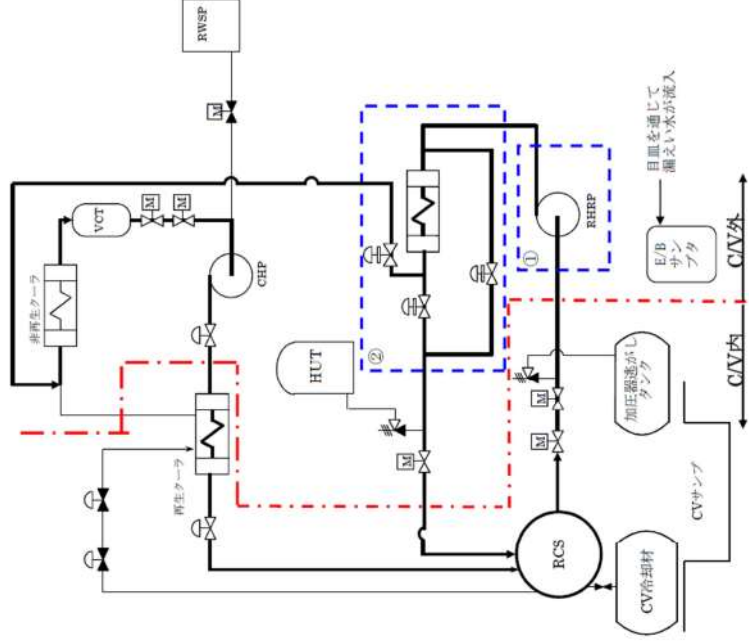 RWSP
M
VCT
M
M
非再生クーラ
CHP
再生クーラ
HUT
②
①
RHRP
M
M
M
RCS
加圧器逃がし
タンク
CV冷却材
CVサンプ
E/B
サン
プタ
目皿を通じて
漏えい水が流入
C/V内
C/V外